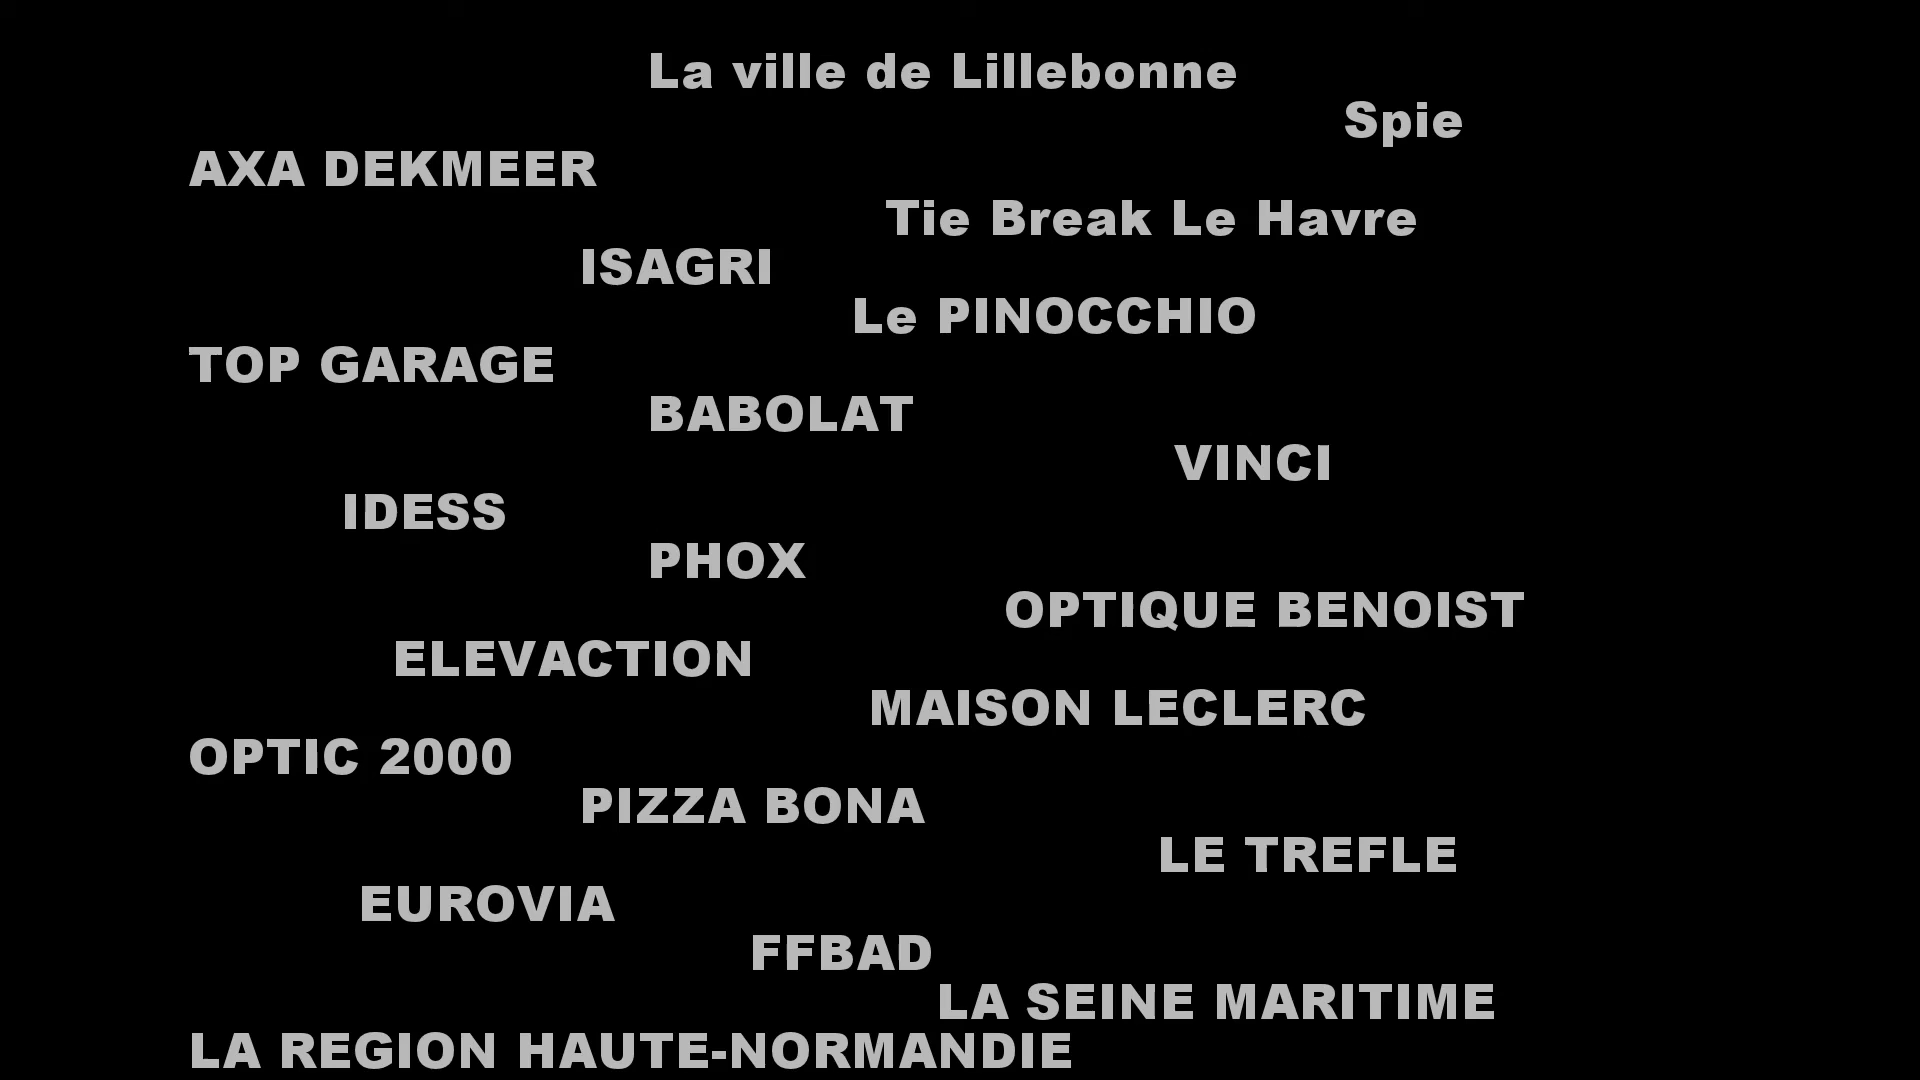 La ville de Lillebonne
Spie
AXA DEKMEER
Tie Break Le Havre
ISAGRI
Le PINOCCHIO
TOP GARAGE
BABOLAT
VINCI
IDESS
PHOX
OPTIQUE BENOIST
ELEVACTION
MAISON LECLERC
OPTIC 2000
PIZZA BONA
LE TREFLE
EUROVIA
FFBAD
LA SEINE MARITIME
LA REGION HAUTE-NORMANDIE